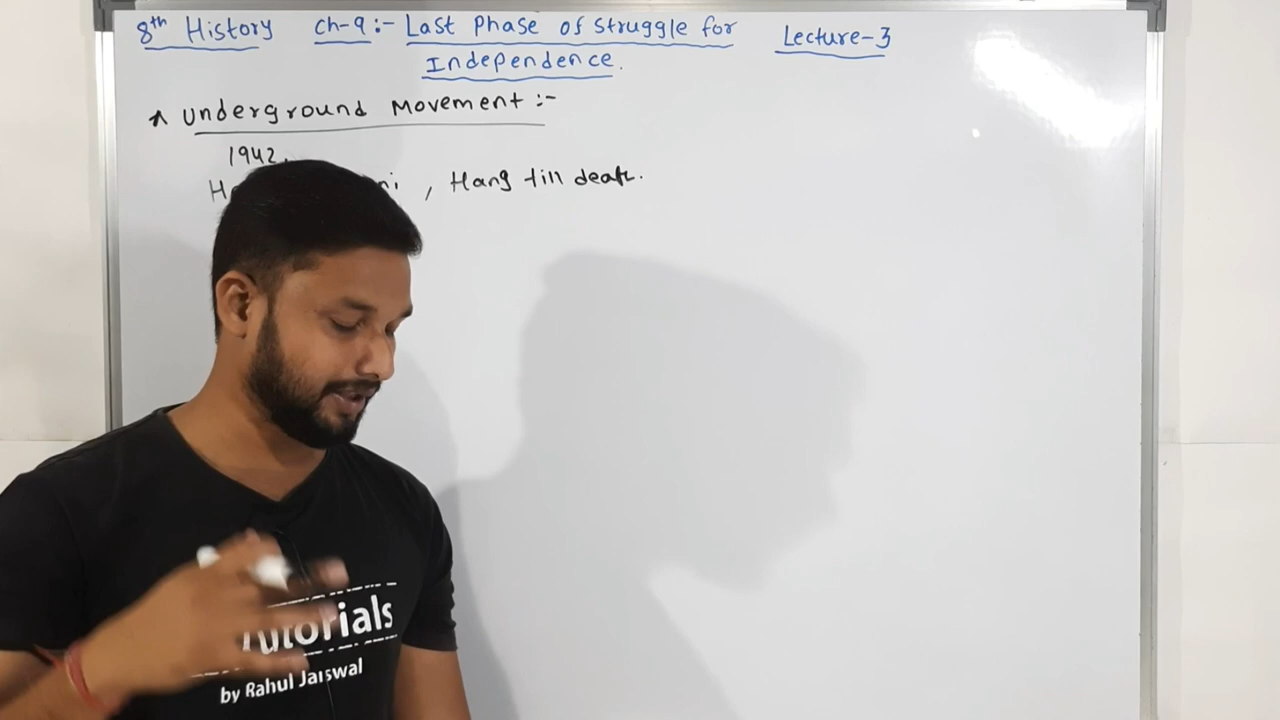 8th History ch-9:- Last Phase of Struggle for Independence. Lecture-3
* Underground Movement :-
1942.
, Hang till death.
Tutorials
by Rahul Jaiswal